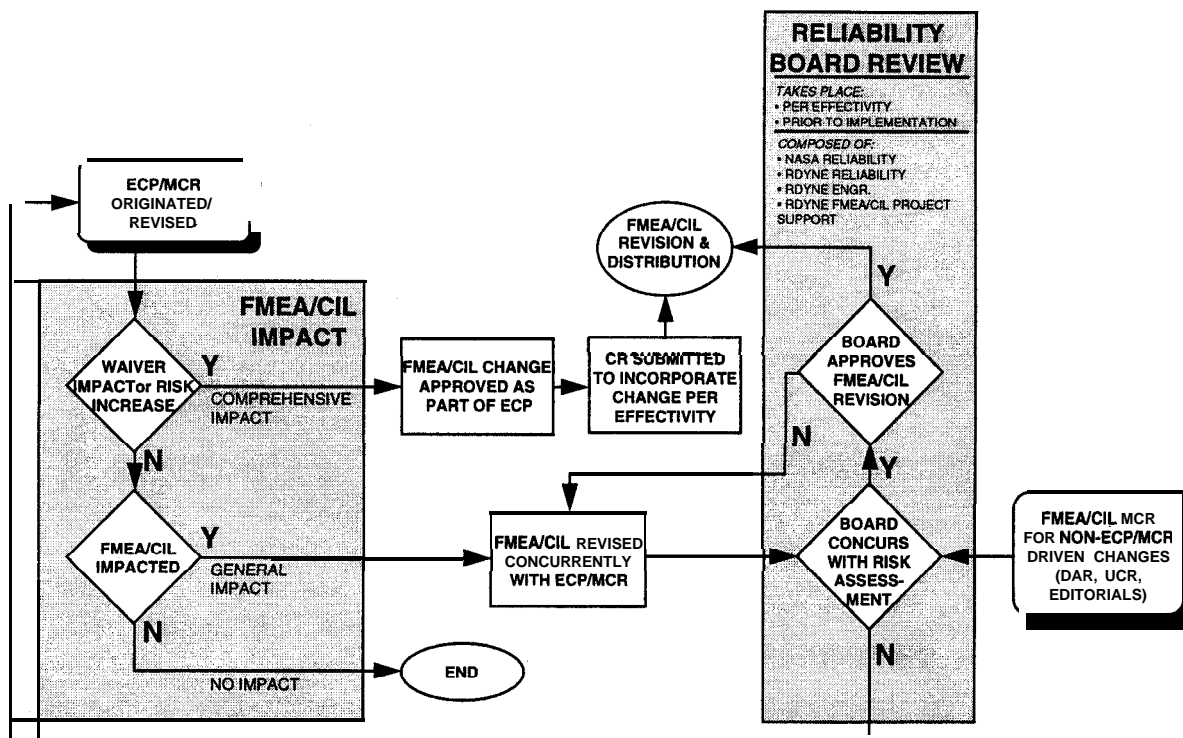 RELIABILITY
BOARD REVIEW
TAKES PLACE:
• PER EFFECTIVITY
• PRIOR TO IMPLEMENTATION
COMPOSED OF:
• NASA RELIABILITY
• RDYNE RELIABILITY
• RDYNE ENGR.
• RDYNE FMEA/CIL PROJECT
SUPPORT
ECP/MCR
ORIGINATED/
REVISED
FMEA/CIL
REVISION &
DISTRIBUTION
Y
FMEA/CIL
IMPACT
WAIVER
IMPACT or RISK
INCREASE
Y
COMPREHENSIVE
IMPACT
FMEA/CIL CHANGE
APPROVED AS
PART OF ECP
CR SUBMITTED
TO INCORPORATE
CHANGE PER
EFFECTIVITY
BOARD
APPROVES
FMEA/CIL
REVISION
N
N
Y
FMEA/CIL
IMPACTED
Y
GENERAL
IMPACT
FMEA/CIL REVISED
CONCURRENTLY
WITH ECP/MCR
BOARD
CONCURS
WITH RISK
ASSESS-
MENT
FMEA/CIL MCR
FOR NON-ECP/MCR
DRIVEN CHANGES
(DAR, UCR,
EDITORIALS)
N
NO IMPACT
END
N